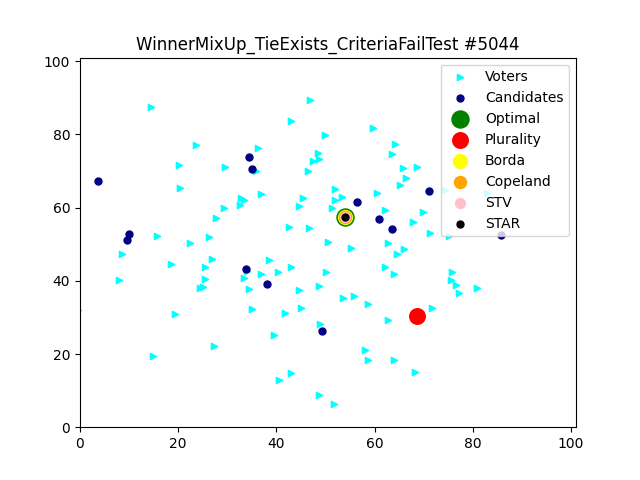 WinnerMixUp_TieExists_CriteriaFailTest #5044
100
80
60
40
20
0
0 20 40 60 80 100
Voters
Candidates
Optimal
Plurality
Borda
Copeland
STV
STAR